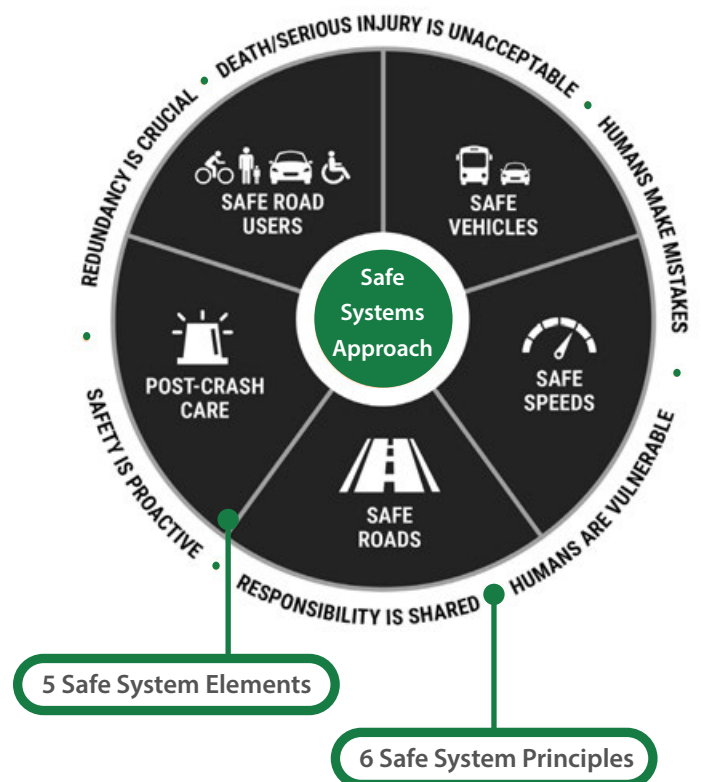 DEATH/SERIOUS INJURY IS UNACCEPTABLE
HUMANS MAKE MISTAKES
HUMANS ARE VULNERABLE
RESPONSIBILITY IS SHARED
SAFETY IS PROACTIVE
REDUNDANCY IS CRUCIAL
SAFE ROAD
USERS
SAFE
VEHICLES
SAFE
SPEEDS
SAFE
ROADS
POST-CRASH
CARE
Safe
Systems
Approach
5 Safe System Elements
6 Safe System Principles